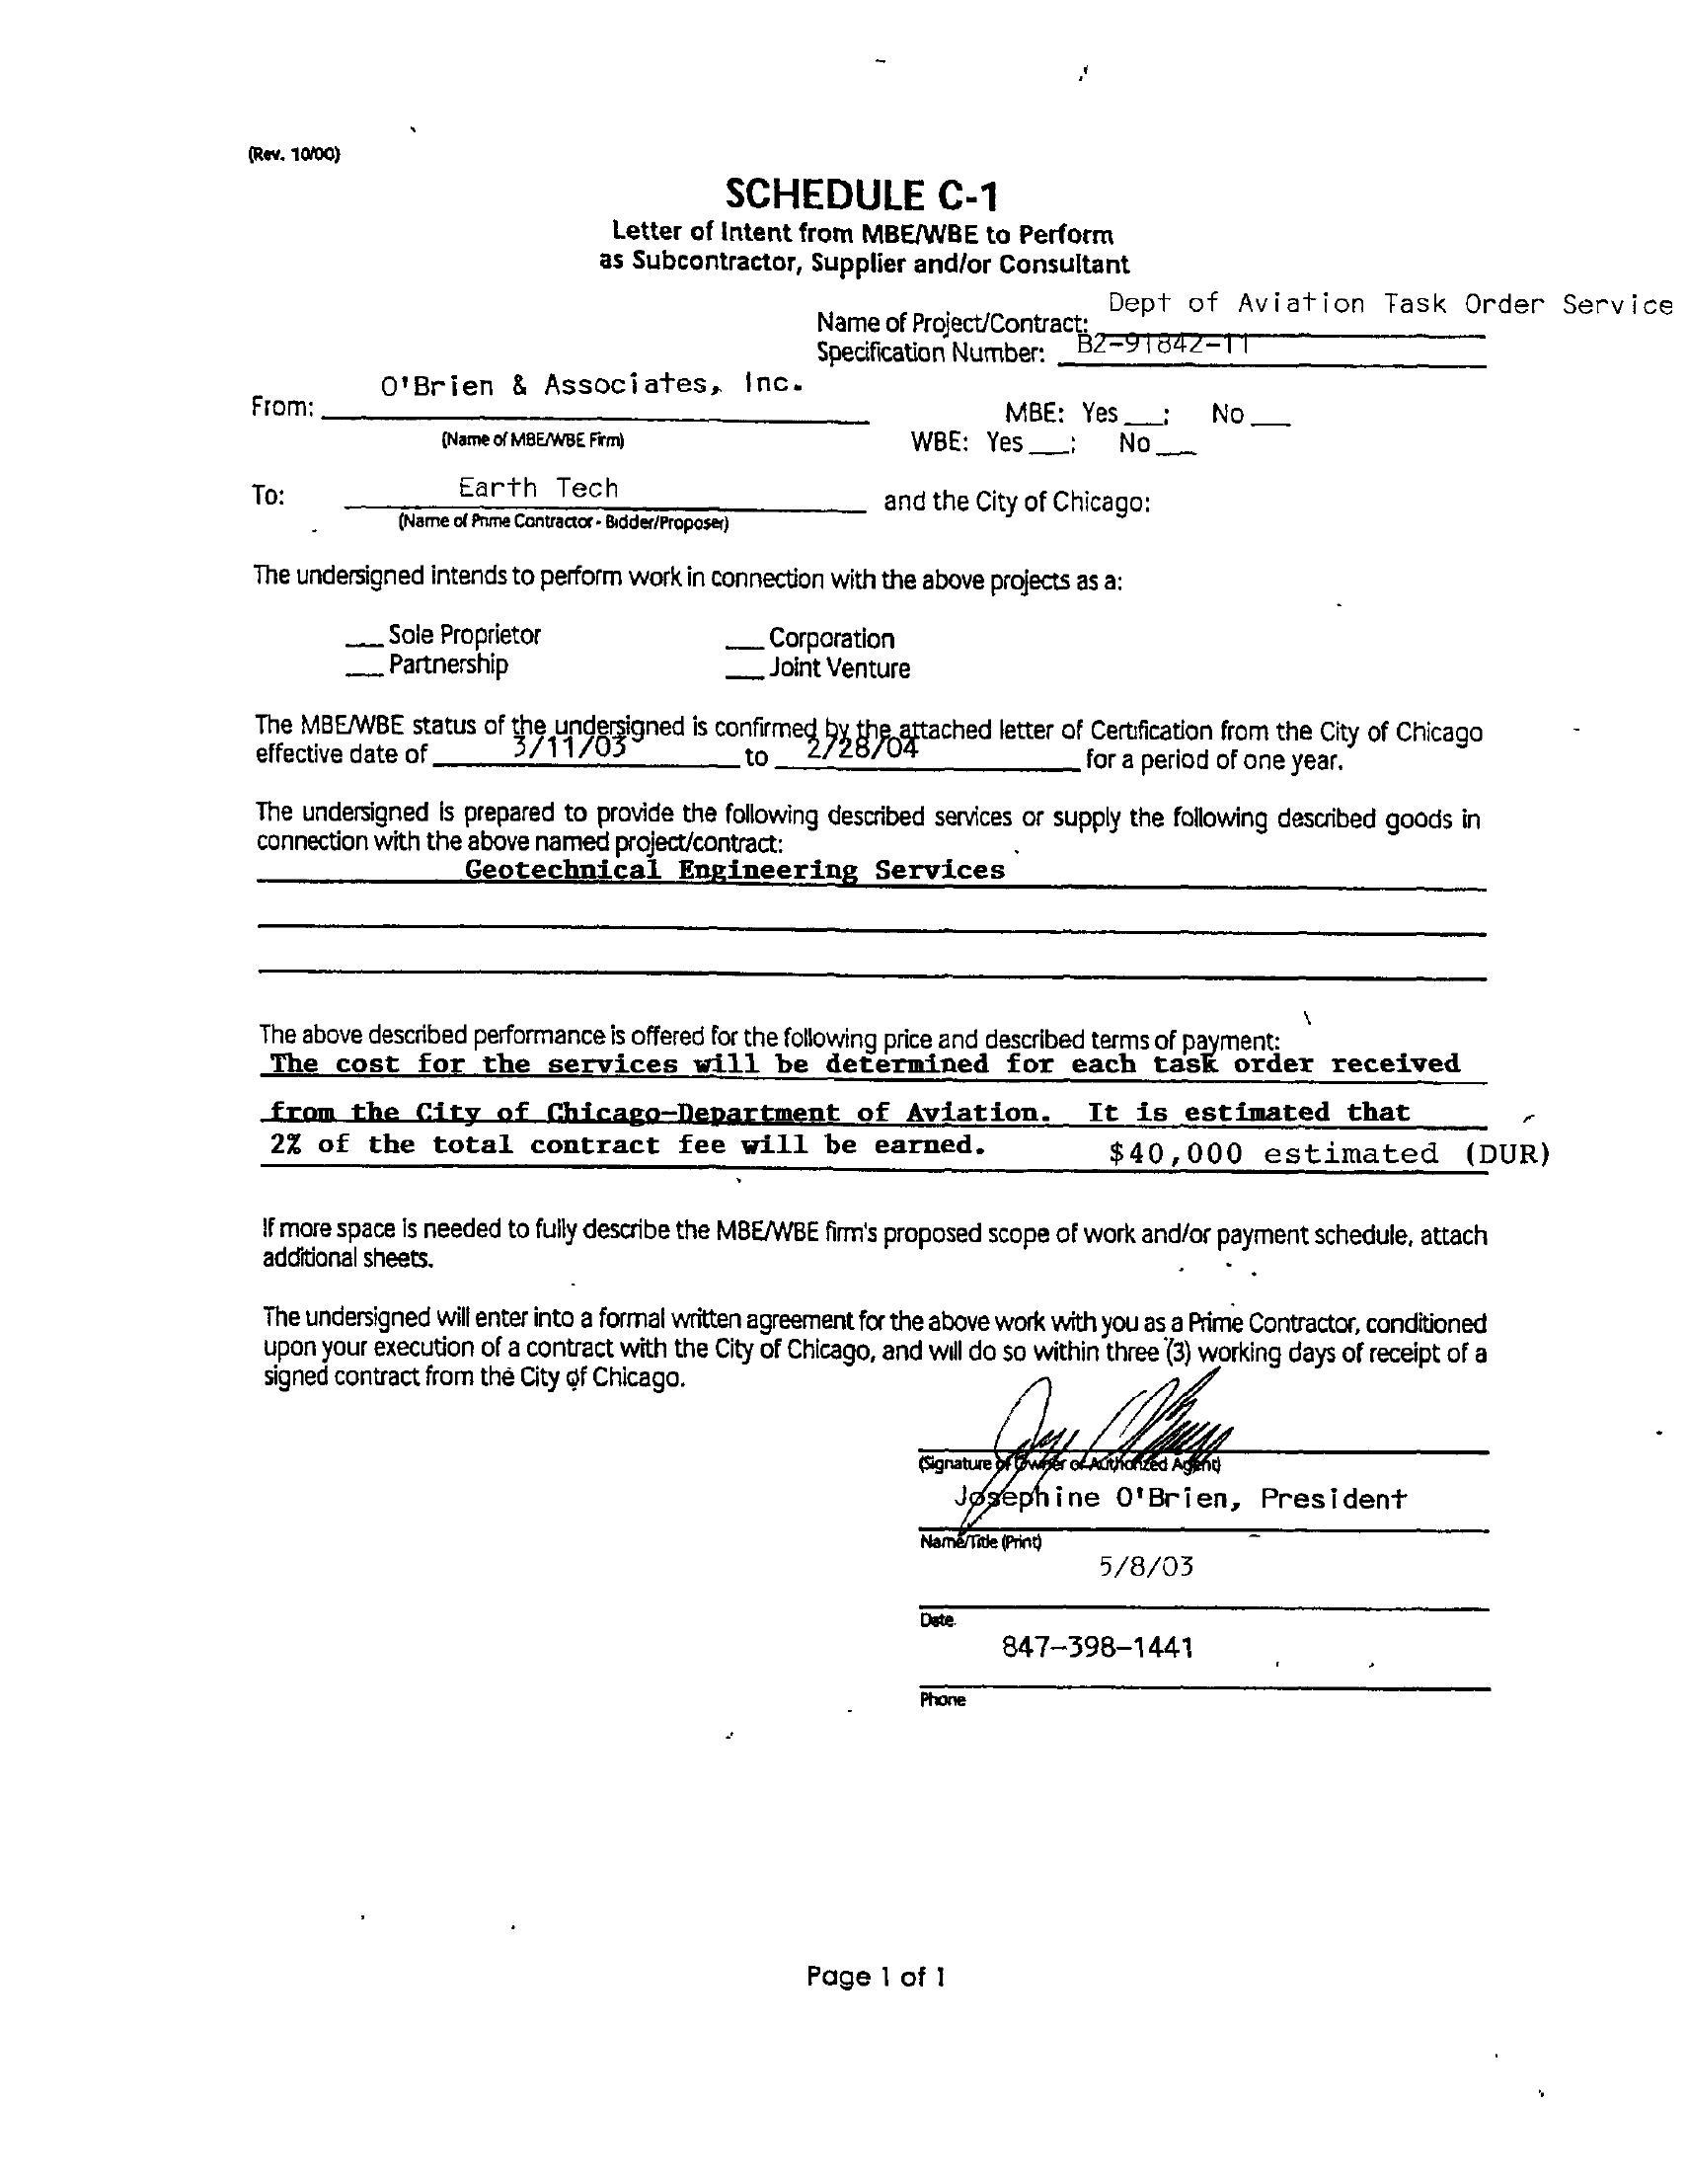 (Rev. 10/00)
SCHEDULE C-1
Letter of Intent from MBE/WBE to Perform
as Subcontractor, Supplier and/or Consultant
Name of Project/Contract: Dept of Aviation Task Order Service
Specification Number: B2-91842-11
From: O'Brien & Associates, Inc.
(Name of MBE/WBE Firm)
MBE: Yes ___; No ___
WBE: Yes ___; No ___
To: Earth Tech and the City of Chicago:
(Name of Prime Contractor - Bidder/Proposer)
The undersigned intends to perform work in connection with the above projects as a:
___ Sole Proprietor ___ Corporation
___ Partnership ___ Joint Venture
The MBE/WBE status of the undersigned is confirmed by the attached letter of Certification from the City of Chicago
effective date of 3/11/03 to 2/28/04 for a period of one year.
The undersigned is prepared to provide the following described services or supply the following described goods in
connection with the above named project/contract:
Geotechnical Engineering Services
The above described performance is offered for the following price and described terms of payment:
The cost for the services will be determined for each task order received
from the City of Chicago-Department of Aviation. It is estimated that
2% of the total contract fee will be earned. $40,000 estimated (DUR)
If more space is needed to fully describe the MBE/WBE firm's proposed scope of work and/or payment schedule, attach
additional sheets.
The undersigned will enter into a formal written agreement for the above work with you as a Prime Contractor, conditioned
upon your execution of a contract with the City of Chicago, and will do so within three (3) working days of receipt of a
signed contract from the City of Chicago.
(Signature of Owner or Authorized Agent)
Josephine O'Brien, President
Name/Title (Print)
5/8/03
Date
847-398-1441
Phone
Page 1 of 1